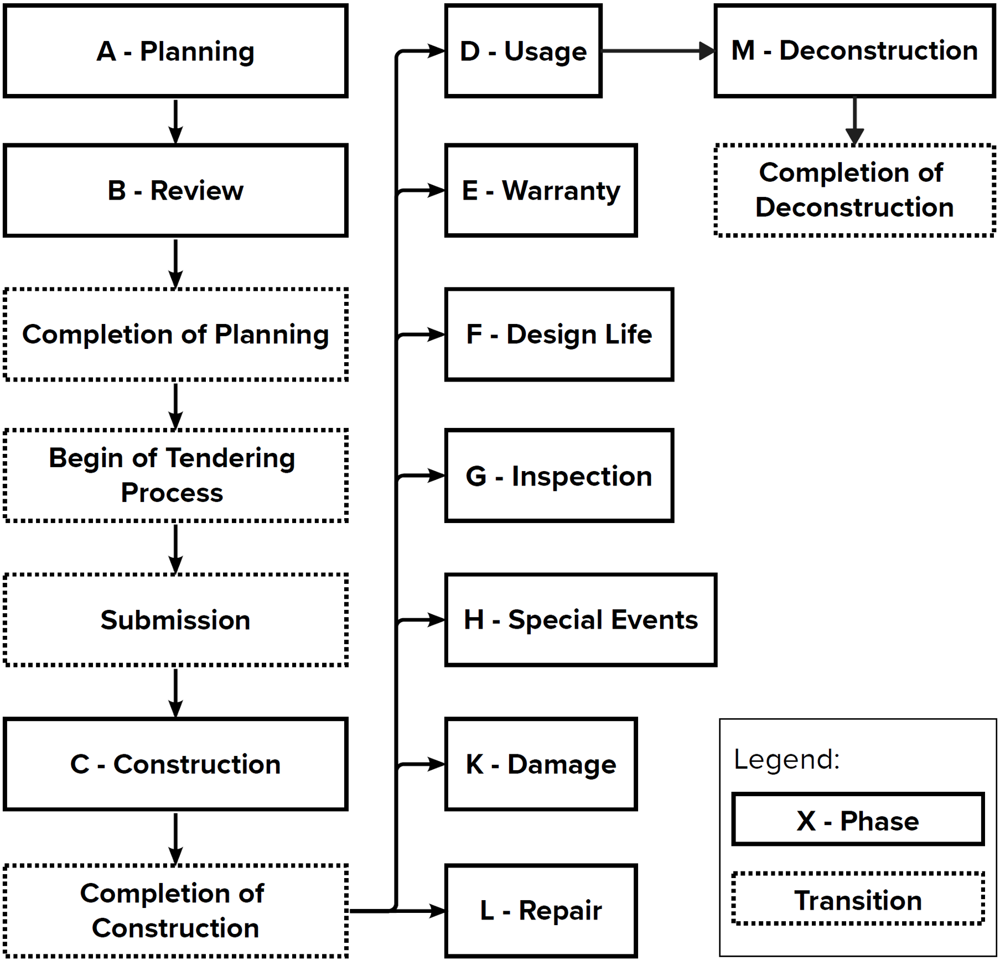 A - Planning
B - Review
Completion of Planning
Begin of Tendering
Process
Submission
C - Construction
Completion of
Construction
D - Usage
E - Warranty
F - Design Life
G - Inspection
H - Special Events
K - Damage
L - Repair
M - Deconstruction
Completion of
Deconstruction
Legend:
X - Phase
Transition